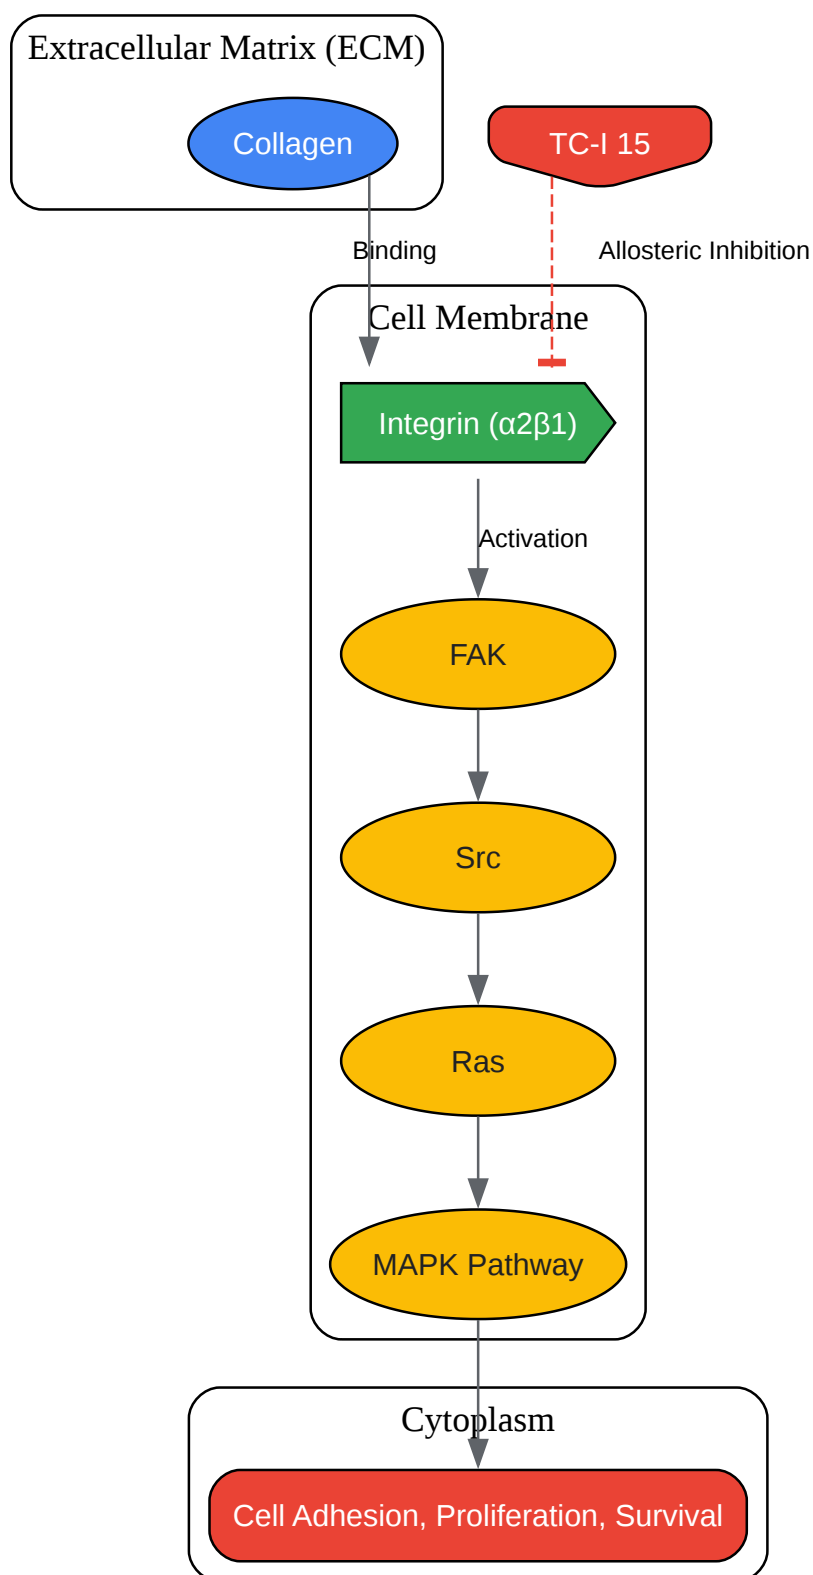 Extracellular Matrix (ECM)
Collagen
TC-I 15
Binding
Allosteric Inhibition
Cell Membrane
Integrin (α2β1)
Activation
FAK
Src
Ras
MAPK Pathway
Cytoplasm
Cell Adhesion, Proliferation, Survival